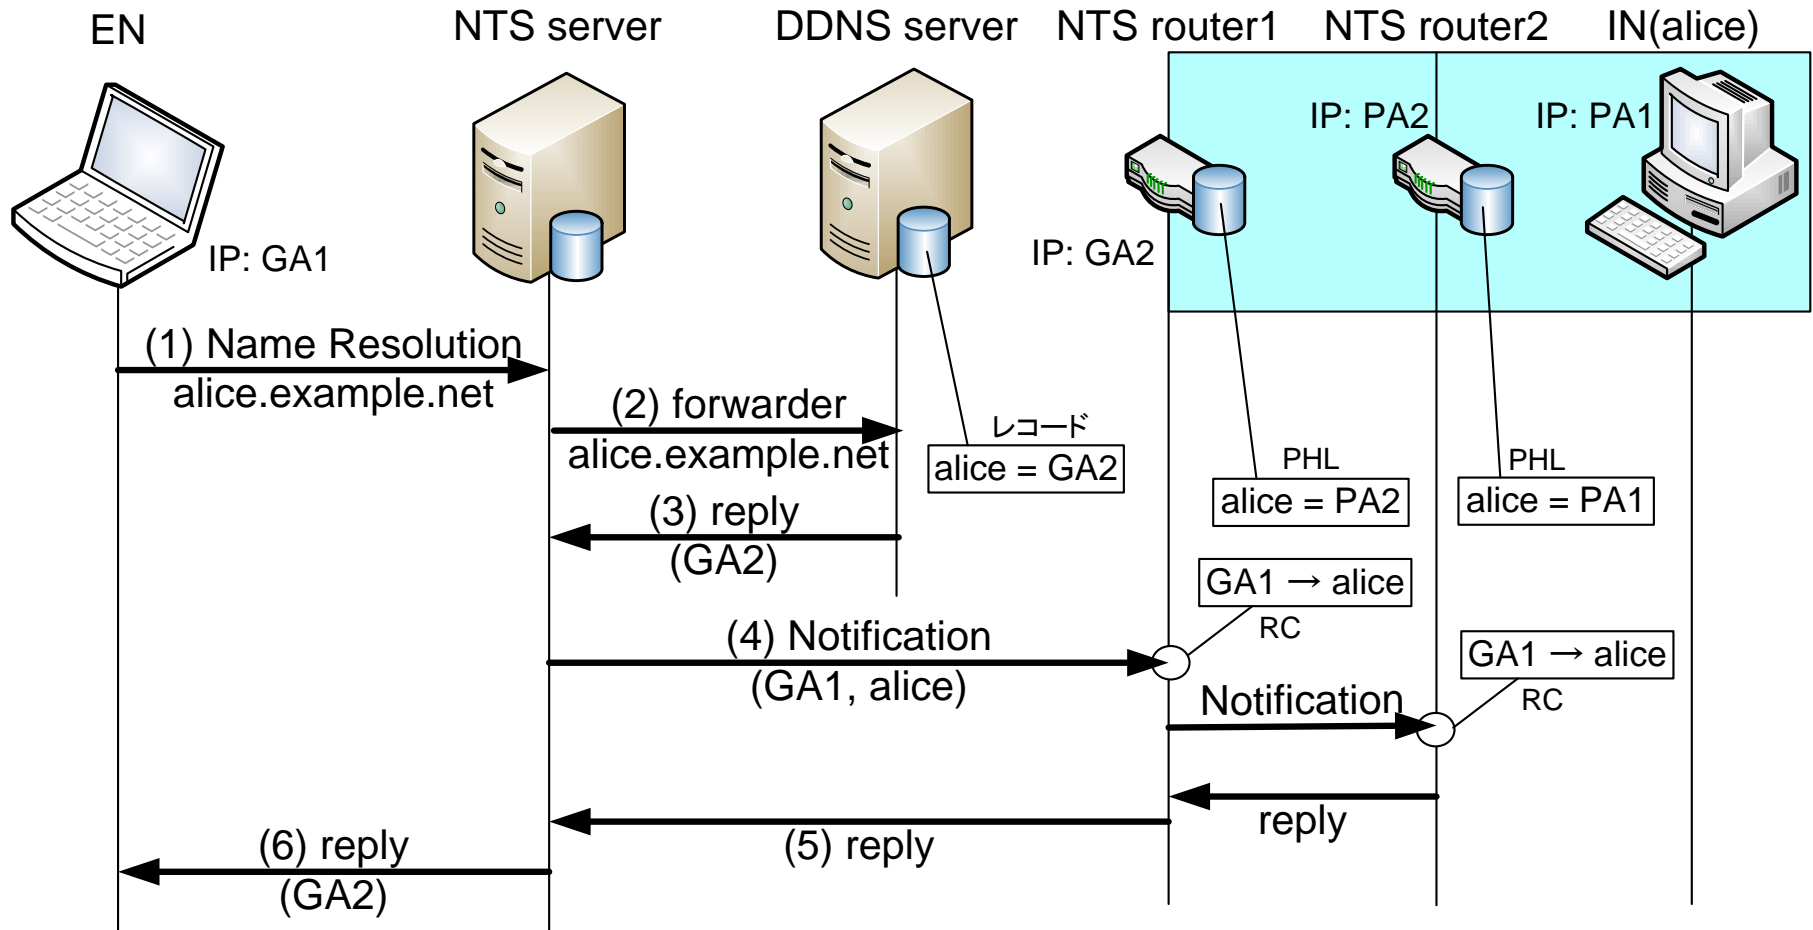 EN
NTS server
DDNS server
NTS router1
NTS router2
IN(alice)
IP: PA2
IP: PA1
IP: GA1
IP: GA2
(1) Name Resolution
alice.example.net
(2) forwarder
alice.example.net
レコード
alice = GA2
PHL
alice = PA2
PHL
alice = PA1
(3) reply
(GA2)
GA1 → alice
RC
(4) Notification
(GA1, alice)
GA1 → alice
RC
Notification
reply
(5) reply
(6) reply
(GA2)